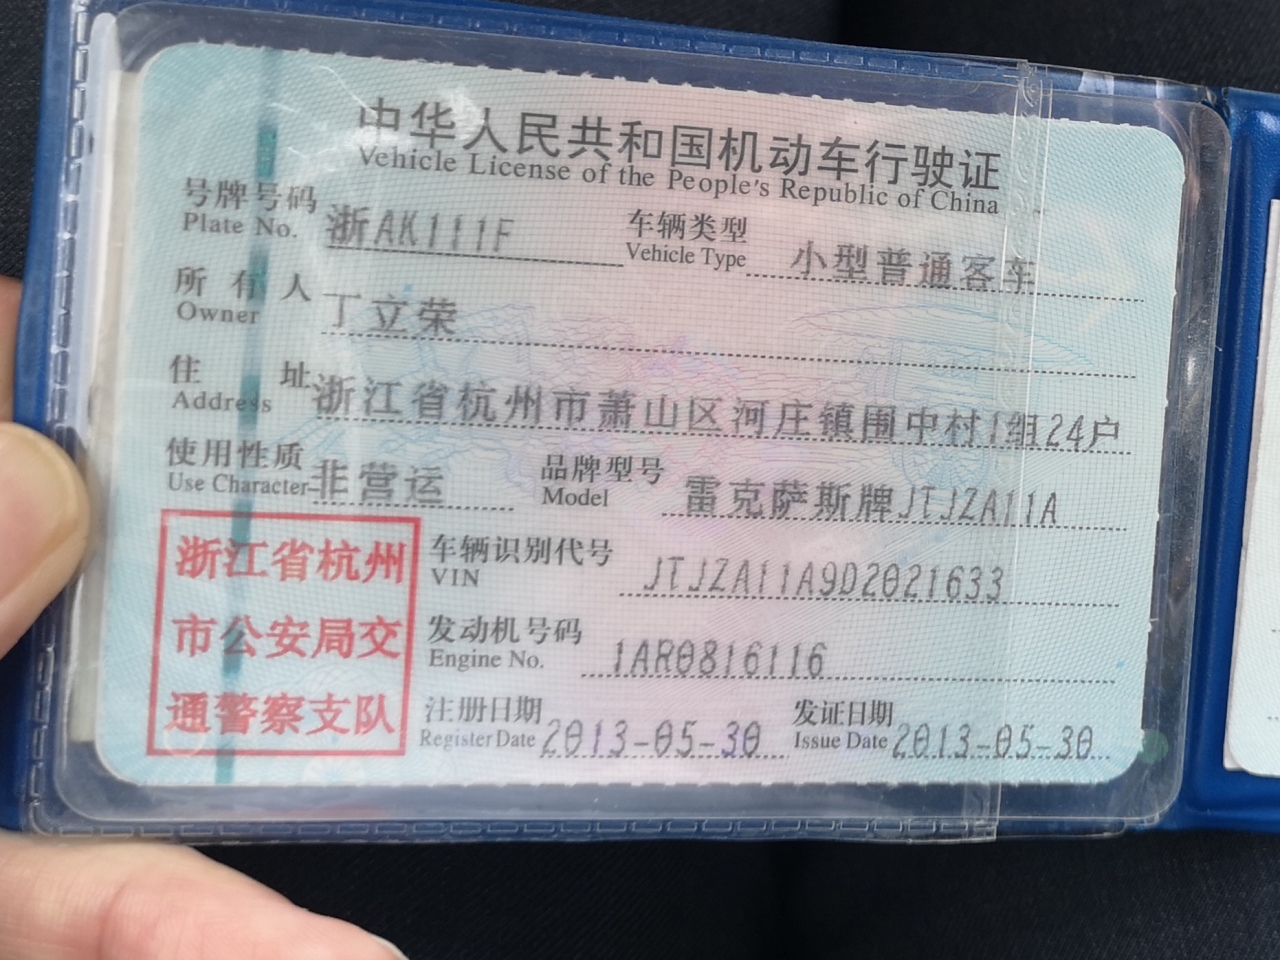 中华人民共和国机动车行驶证
Vehicle License of the People's Republic of China
号牌号码 浙AK111F 车辆类型 小型普通客车
Plate No. Vehicle Type
所有人 丁立荣
Owner
住址 浙江省杭州市萧山区河庄镇围中村1组24户
Address
使用性质 非营运 品牌型号 雷克萨斯牌JTJZA11A
Use Character Model
浙江省杭州
市公安局交
通警察支队
车辆识别代号 JTJZA11A9D2021633
VIN
发动机号码 1AR0816116
Engine No.
注册日期 2013-05-30 发证日期 2013-05-30
Register Date Issue Date